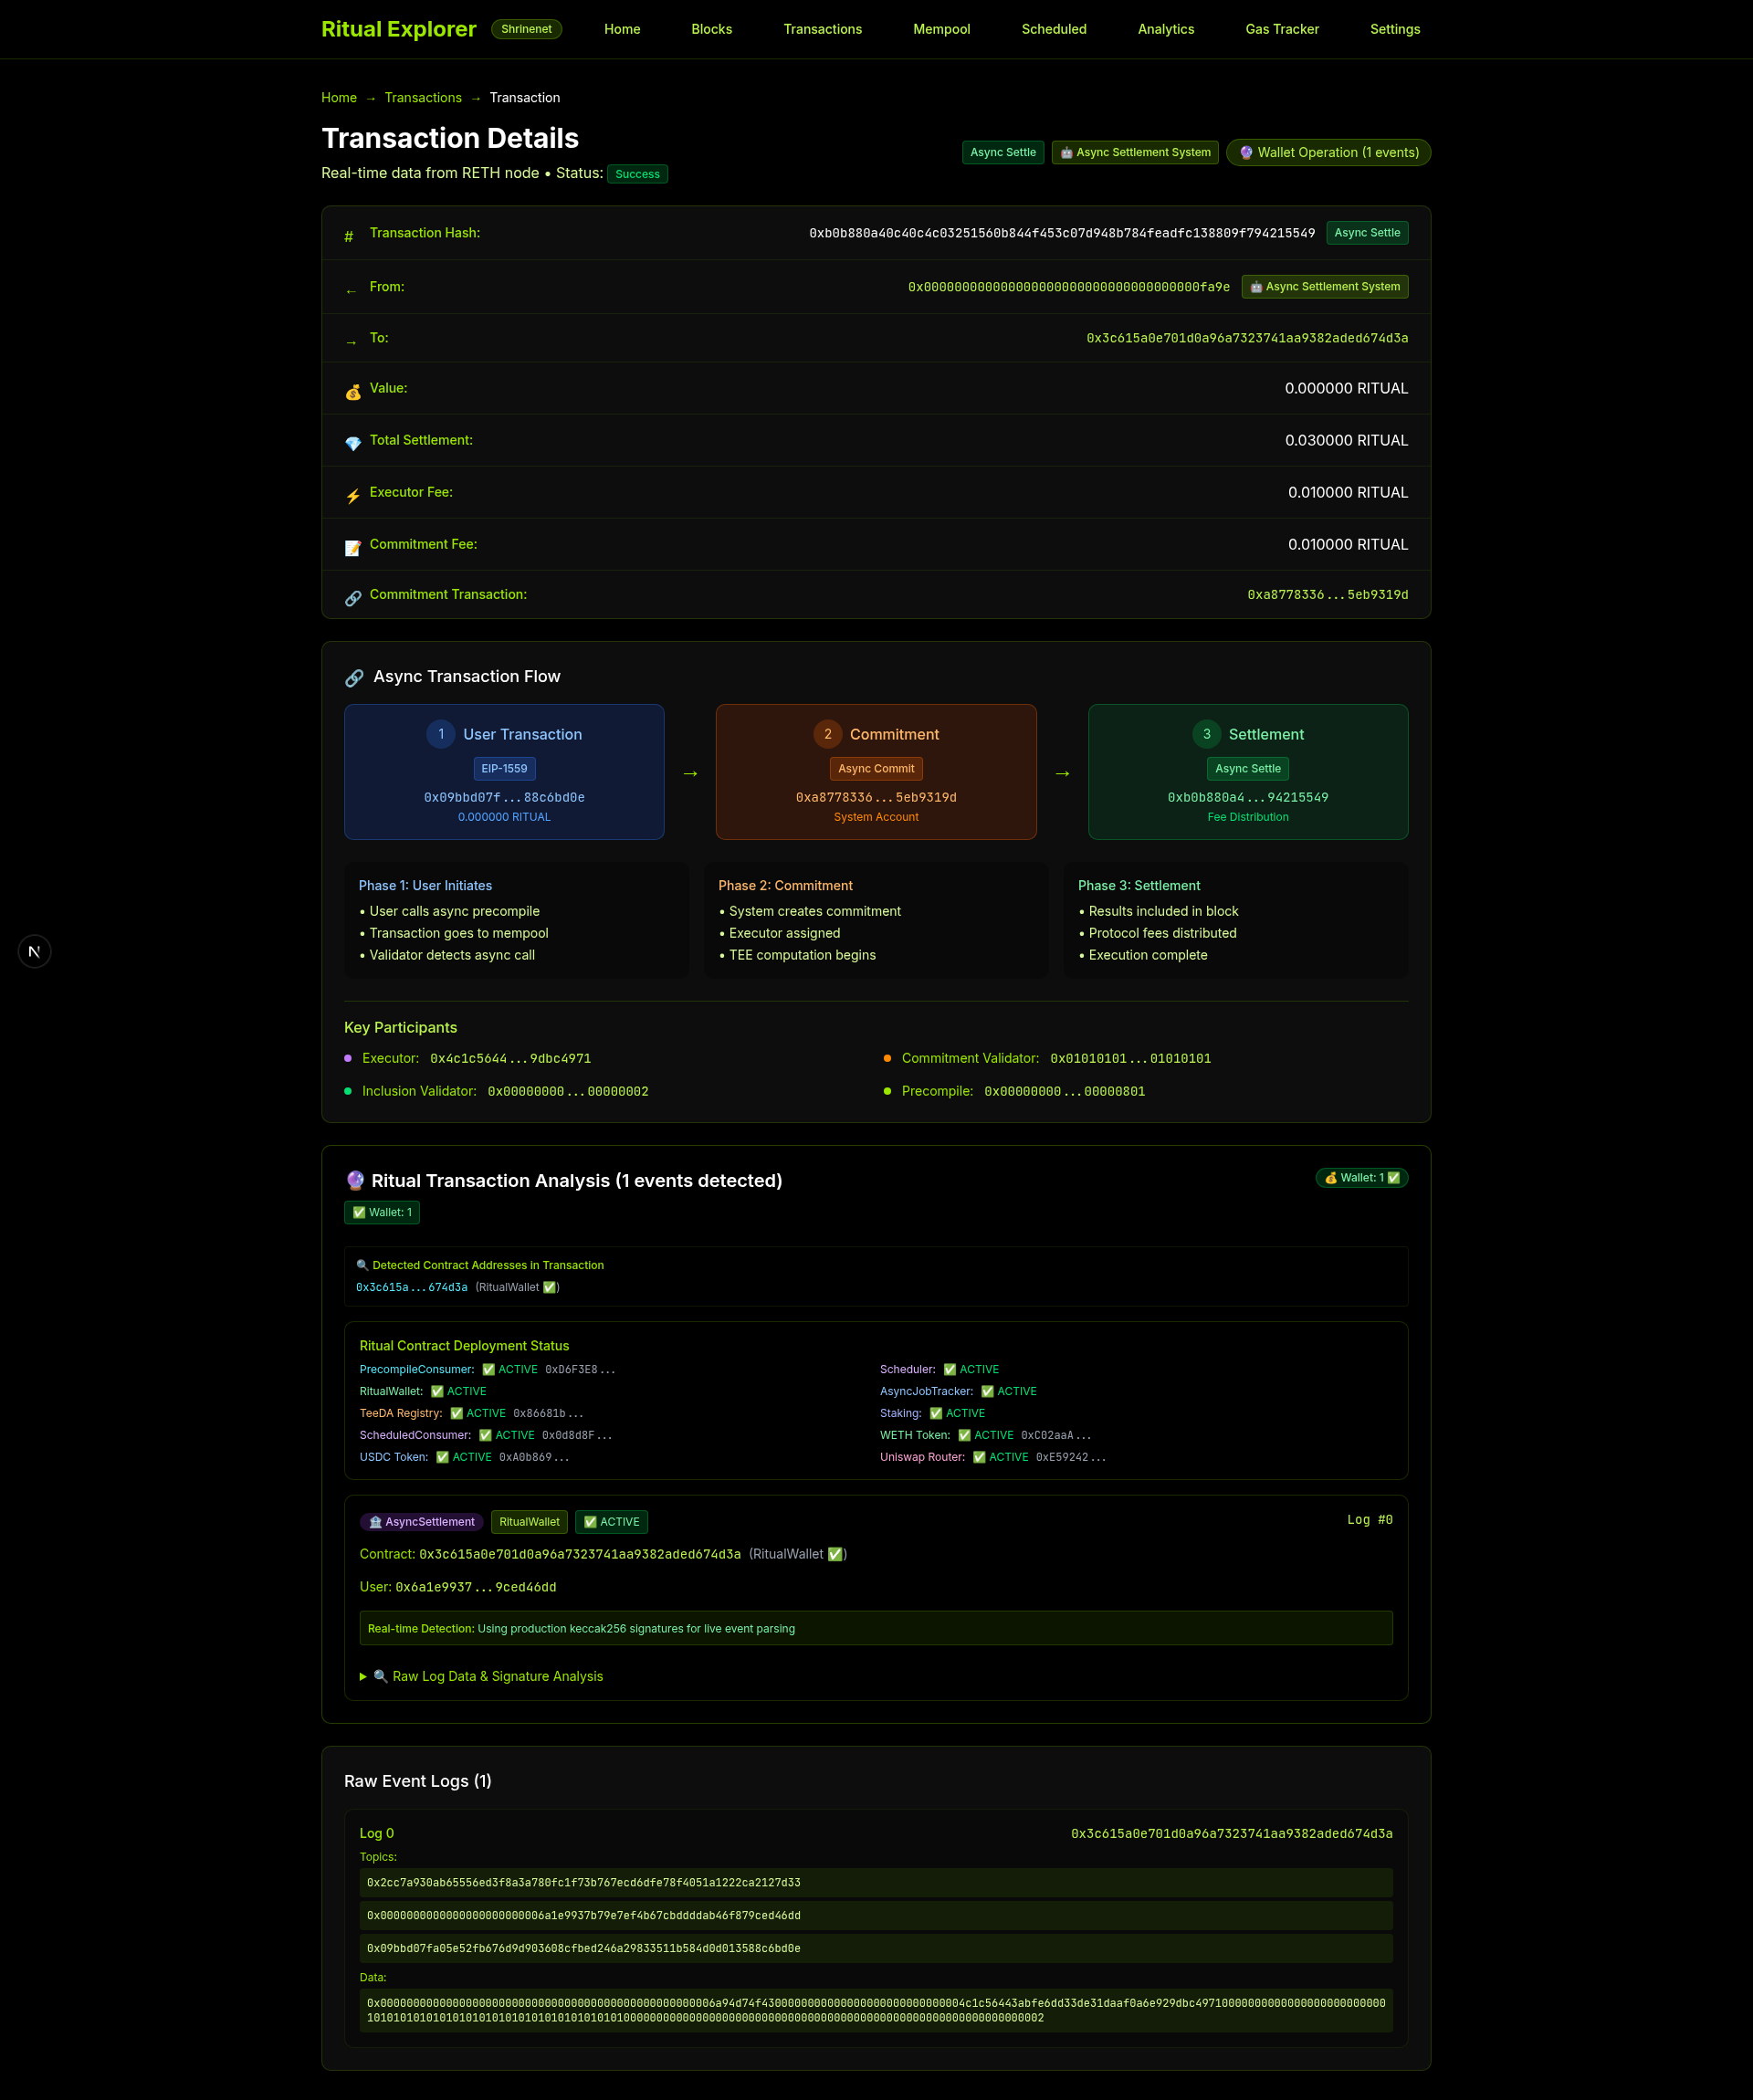 Ritual Explorer Shrinenet Home Blocks Transactions Mempool Scheduled Analytics Gas Tracker Settings
Home → Transactions → Transaction
Transaction Details
Async Settle 🤖 Async Settlement System 🔮 Wallet Operation (1 events)
Real-time data from RETH node • Status: Success
# Transaction Hash: 0xb0b880a40c40c4c03251560b844f453c07d948b784feadfc138809f794215549 Async Settle
← From: 0x000000000000000000000000000000000000fa9e 🤖 Async Settlement System
→ To: 0x3c615a0e701d0a96a7323741aa9382aded674d3a
💰 Value: 0.000000 RITUAL
💎 Total Settlement: 0.030000 RITUAL
⚡ Executor Fee: 0.010000 RITUAL
📝 Commitment Fee: 0.010000 RITUAL
🔗 Commitment Transaction: 0xa8778336...5eb9319d
🔗 Async Transaction Flow
1 User Transaction
EIP-1559
0x09bbd07f...88c6bd0e
0.000000 RITUAL
→
2 Commitment
Async Commit
0xa8778336...5eb9319d
System Account
→
3 Settlement
Async Settle
0xb0b880a4...94215549
Fee Distribution
Phase 1: User Initiates
• User calls async precompile
• Transaction goes to mempool
• Validator detects async call
Phase 2: Commitment
• System creates commitment
• Executor assigned
• TEE computation begins
Phase 3: Settlement
• Results included in block
• Protocol fees distributed
• Execution complete
Key Participants
Executor: 0x4c1c5644...9dbc4971
Commitment Validator: 0x01010101...01010101
Inclusion Validator: 0x00000000...00000002
Precompile: 0x00000000...00000801
🔮 Ritual Transaction Analysis (1 events detected) 💰 Wallet: 1 ✅
✅ Wallet: 1
🔍 Detected Contract Addresses in Transaction
0x3c615a...674d3a (RitualWallet ✅)
Ritual Contract Deployment Status
PrecompileConsumer: ✅ ACTIVE 0xD6F3E8... Scheduler: ✅ ACTIVE
RitualWallet: ✅ ACTIVE AsyncJobTracker: ✅ ACTIVE
TeeDA Registry: ✅ ACTIVE 0x86681b... Staking: ✅ ACTIVE
ScheduledConsumer: ✅ ACTIVE 0x0d8d8F... WETH Token: ✅ ACTIVE 0xC02aaA...
USDC Token: ✅ ACTIVE 0xA0b869... Uniswap Router: ✅ ACTIVE 0xE59242...
🏦 AsyncSettlement RitualWallet ✅ ACTIVE Log #0
Contract: 0x3c615a0e701d0a96a7323741aa9382aded674d3a (RitualWallet ✅)
User: 0x6a1e9937...9ced46dd
Real-time Detection: Using production keccak256 signatures for live event parsing
▶ 🔍 Raw Log Data & Signature Analysis
Raw Event Logs (1)
Log 0 0x3c615a0e701d0a96a7323741aa9382aded674d3a
Topics:
0x2cc7a930ab65556ed3f8a3a780fc1f73b767ecd6dfe78f4051a1222ca2127d33
0x0000000000000000000000006a1e9937b79e7ef4b67cbddddab46f879ced46dd
0x09bbd07fa05e52fb676d9d903608cfbed246a29833511b584d0d013588c6bd0e
Data: